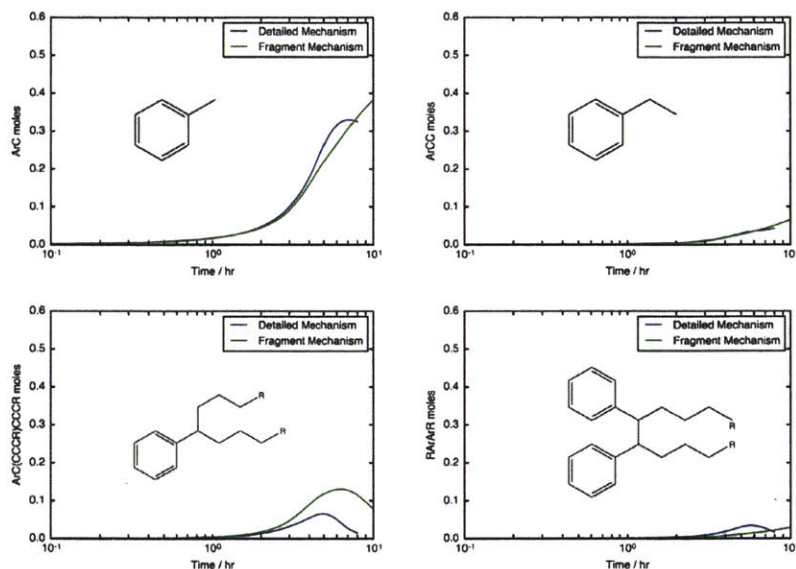 0.6
0.5
0.4
0.3
0.2
0.1
0.0
ArC moles
Detailed Mechanism
Fragment Mechanism
10⁻¹
10⁰
10¹
Time / hr
0.6
0.5
0.4
0.3
0.2
0.1
0.0
ArCC moles
Detailed Mechanism
Fragment Mechanism
10⁻¹
10⁰
10¹
Time / hr
0.6
0.5
0.4
0.3
0.2
0.1
0.0
ArC(CCCR)CCCR moles
Detailed Mechanism
Fragment Mechanism
R
R
10⁻¹
10⁰
10¹
Time / hr
0.6
0.5
0.4
0.3
0.2
0.1
0.0
RArArR moles
Detailed Mechanism
Fragment Mechanism
R
R
10⁻¹
10⁰
10¹
Time / hr